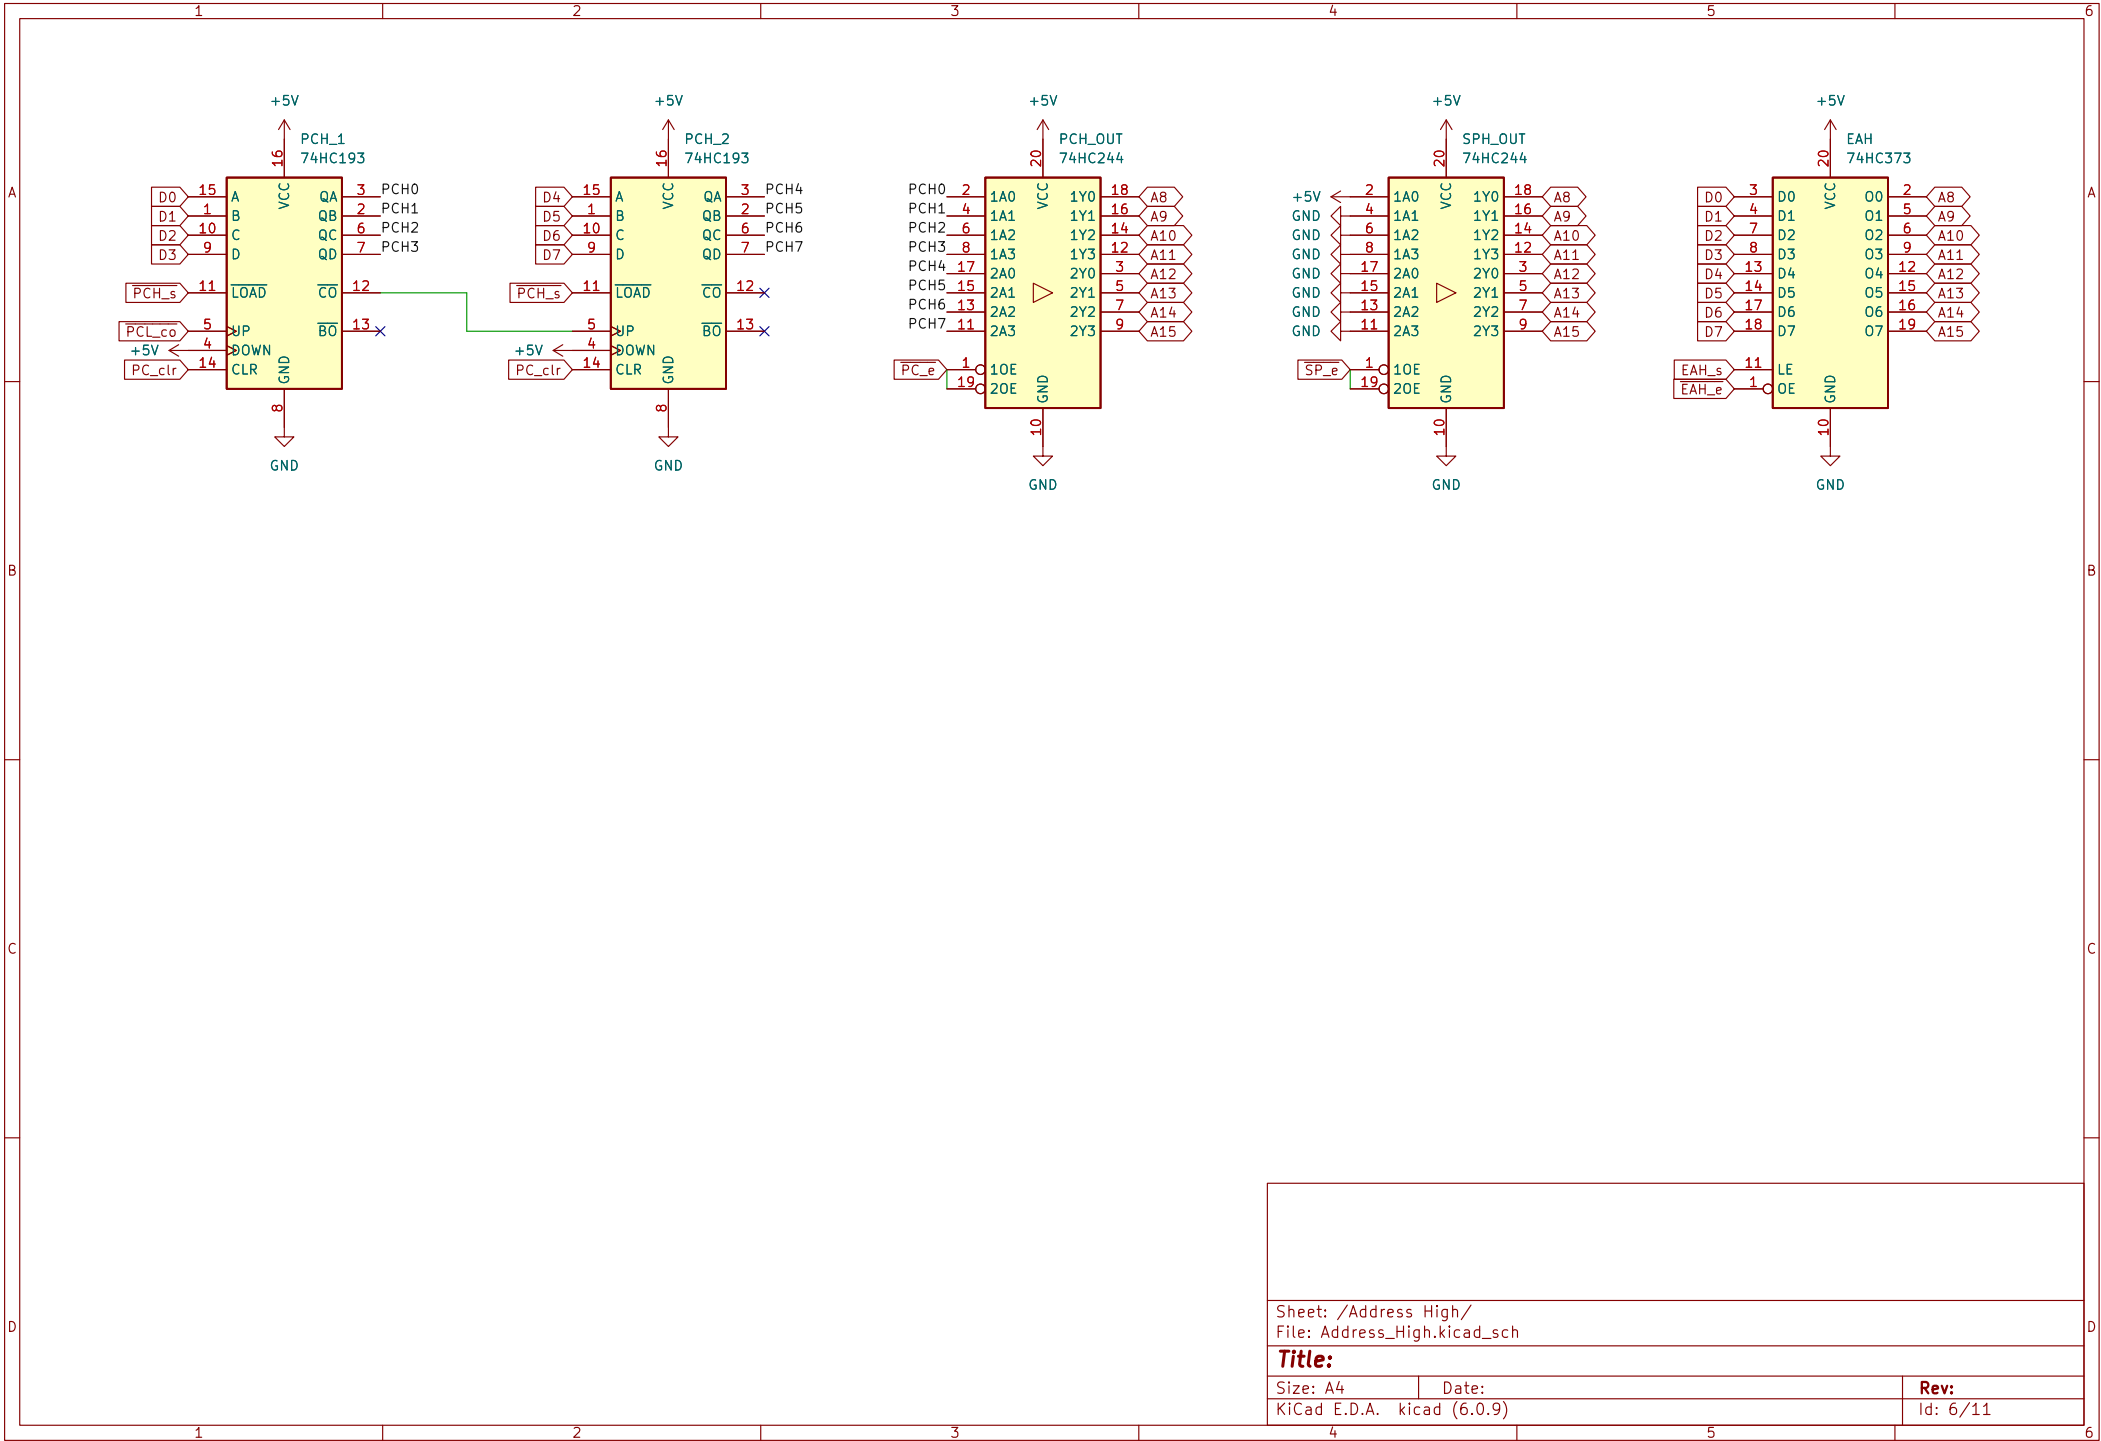 1 2 3 4 5 6
+5V +5V +5V +5V +5V
PCH_1 PCH_2 PCH_OUT SPH_OUT EAH
74HC193 74HC193 74HC244 74HC244 74HC373
16 16 20 20 20
VCC VCC VCC VCC VCC
A A
D0 15 A QA 3 PCH0
D1 1 B QB 2 PCH1
D2 10 C QC 6 PCH2
D3 9 D QD 7 PCH3
PCH_s 11 LOAD CO 12
PCL_co 5 UP BO 13
+5V 4 DOWN
PC_clr 14 CLR
GND
8
GND
D4 15 A QA 3 PCH4
D5 1 B QB 2 PCH5
D6 10 C QC 6 PCH6
D7 9 D QD 7 PCH7
PCH_s 11 LOAD CO 12
5 UP BO 13
+5V 4 DOWN
PC_clr 14 CLR
GND
8
GND
PCH0 2 1A0 1Y0 18 A8
PCH1 4 1A1 1Y1 16 A9
PCH2 6 1A2 1Y2 14 A10
PCH3 8 1A3 1Y3 12 A11
PCH4 17 2A0 2Y0 3 A12
PCH5 15 2A1 2Y1 5 A13
PCH6 13 2A2 2Y2 7 A14
PCH7 11 2A3 2Y3 9 A15
PC_e 1 1OE
19 2OE
GND
10
GND
+5V 2 1A0 1Y0 18 A8
GND 4 1A1 1Y1 16 A9
GND 6 1A2 1Y2 14 A10
GND 8 1A3 1Y3 12 A11
GND 17 2A0 2Y0 3 A12
GND 15 2A1 2Y1 5 A13
GND 13 2A2 2Y2 7 A14
GND 11 2A3 2Y3 9 A15
SP_e 1 1OE
19 2OE
GND
10
GND
D0 3 D0 O0 2 A8
D1 4 D1 O1 5 A9
D2 7 D2 O2 6 A10
D3 8 D3 O3 9 A11
D4 13 D4 O4 12 A12
D5 14 D5 O5 15 A13
D6 17 D6 O6 16 A14
D7 18 D7 O7 19 A15
EAH_s 11 LE
EAH_e 1 OE
GND
10
GND
B B
C C
D D
Sheet: /Address High/
File: Address_High.kicad_sch
Title:
Size: A4 Date: Rev:
KiCad E.D.A. kicad (6.0.9) Id: 6/11
1 2 3 4 5 6